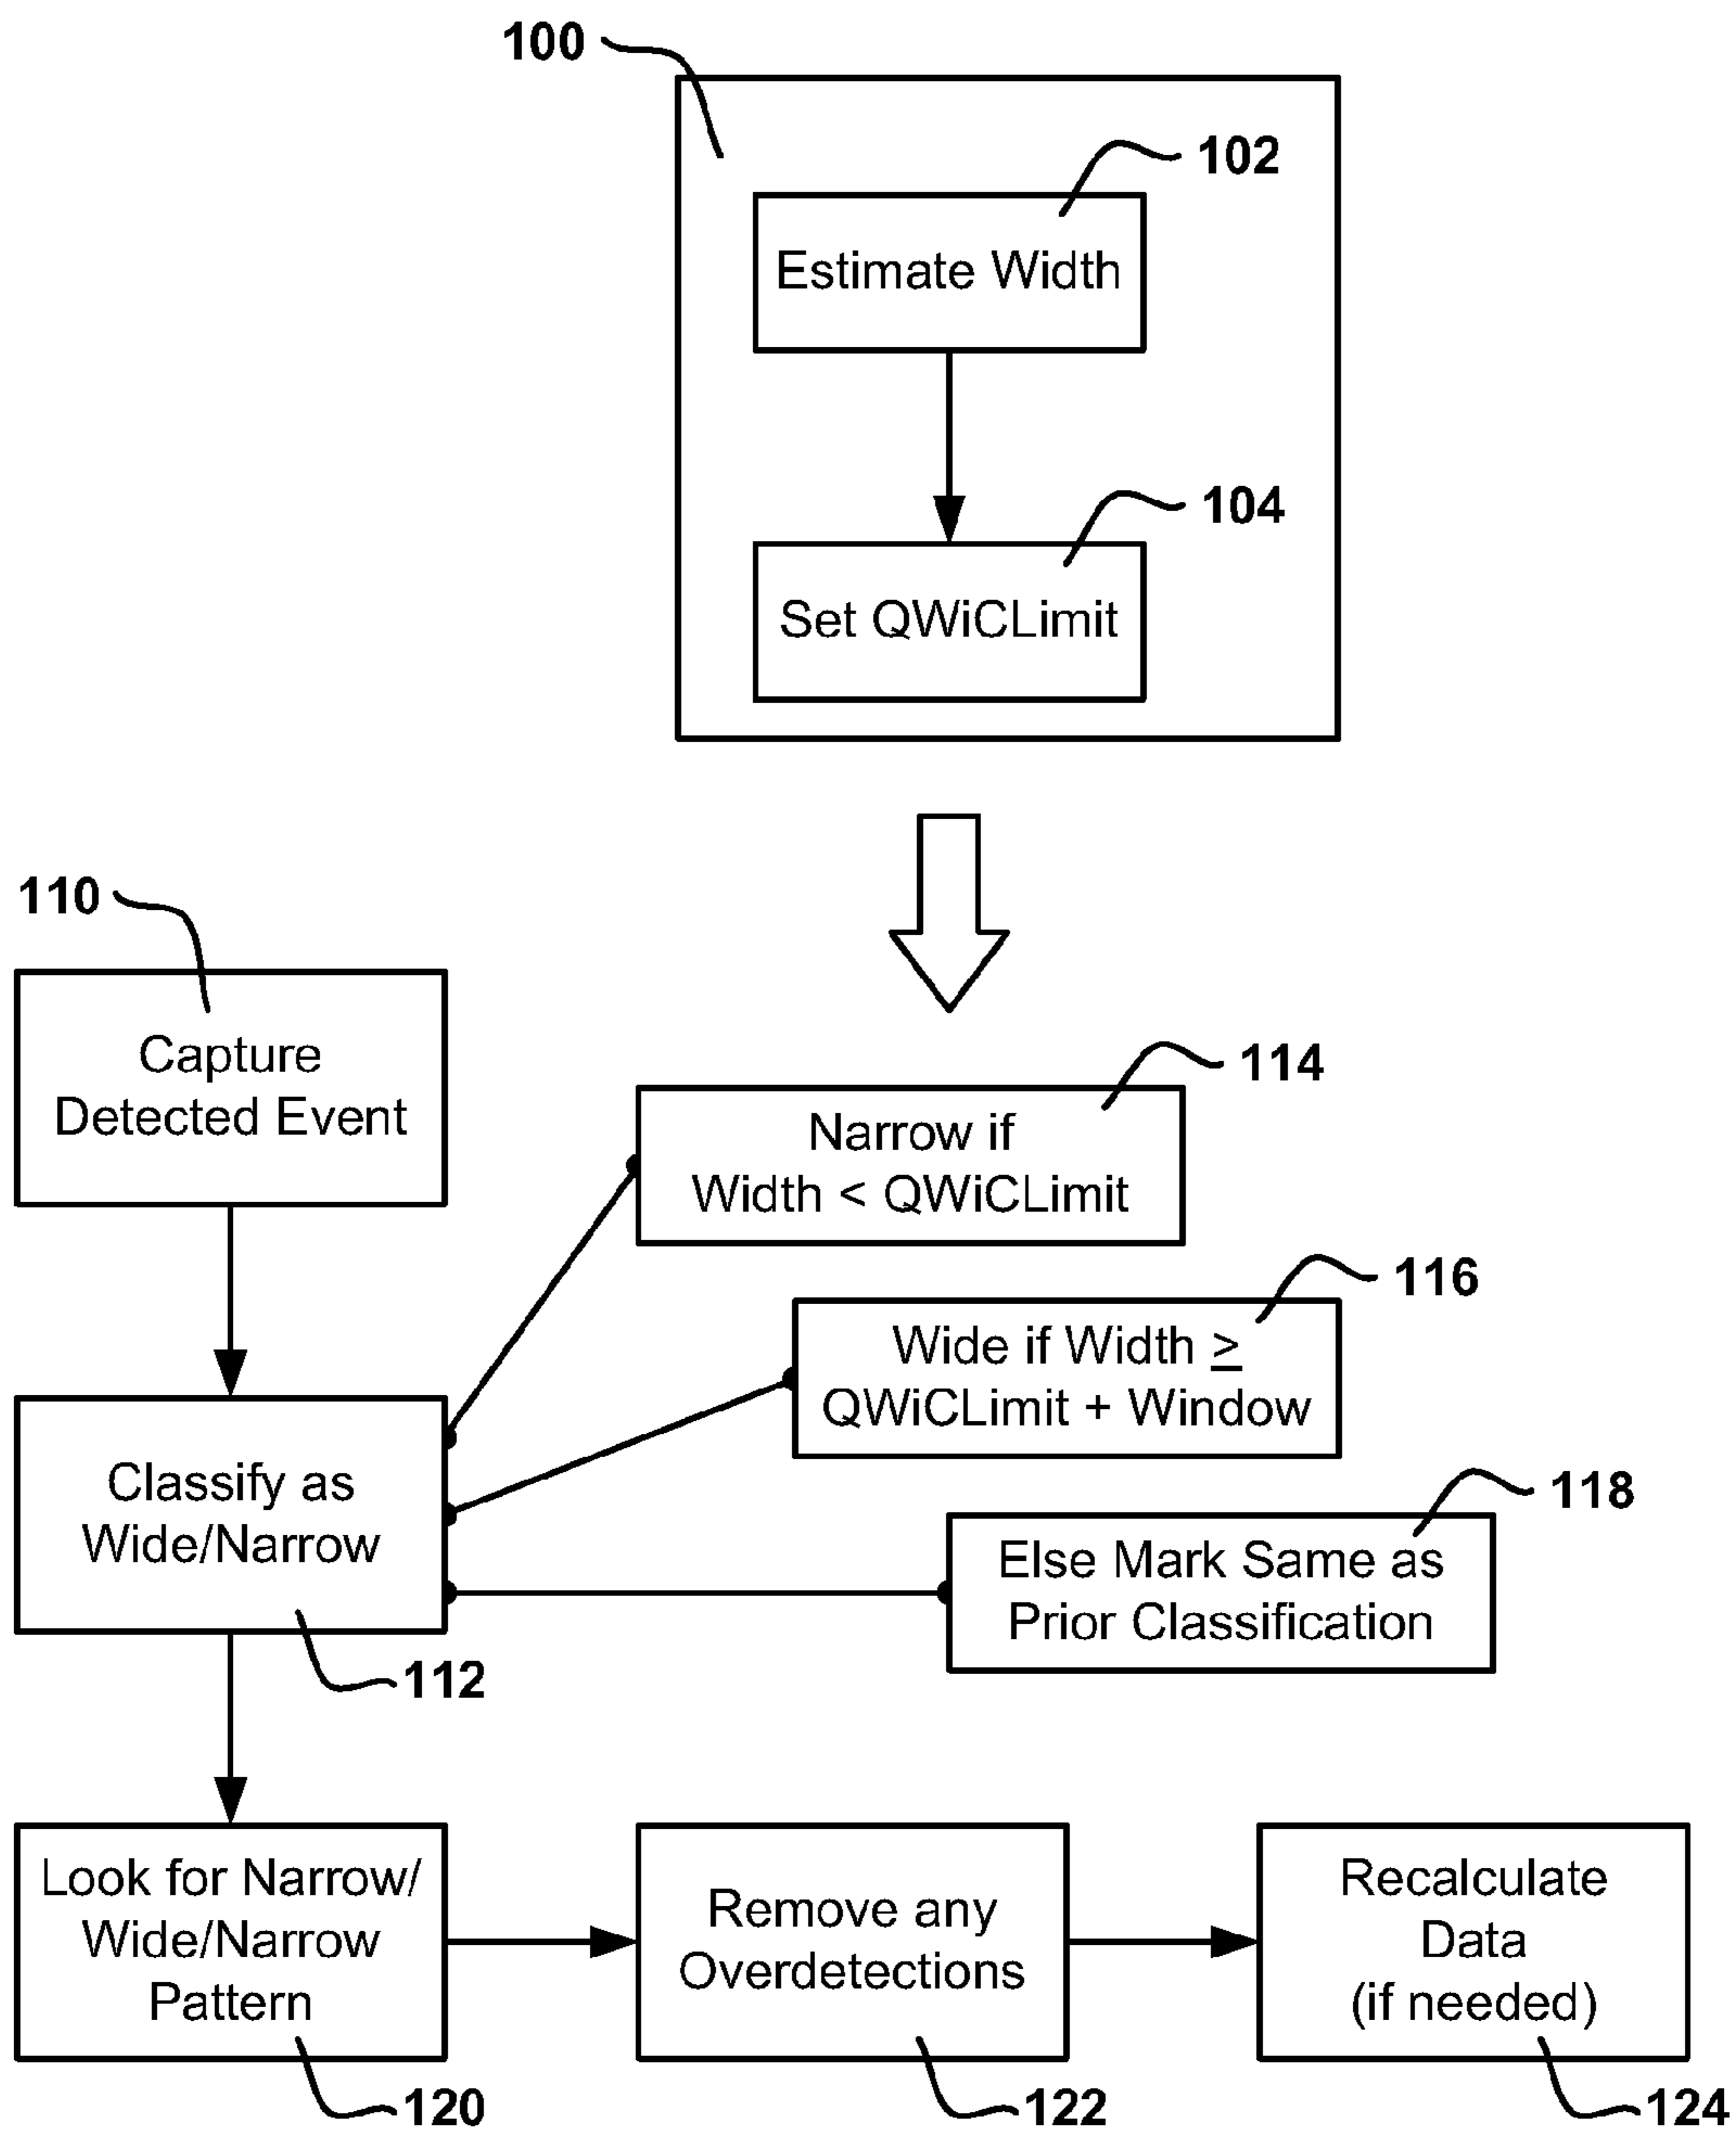 100
102
Estimate Width
104
Set QWiCLimit
110
Capture
Detected Event
114
Narrow if
Width < QWiCLimit
116
Wide if Width ≥
QWiCLimit + Window
Classify as
Wide/Narrow
118
Else Mark Same as
Prior Classification
112
Look for Narrow/
Wide/Narrow
Pattern
120
Remove any
Overdetections
122
Recalculate
Data
(if needed)
124